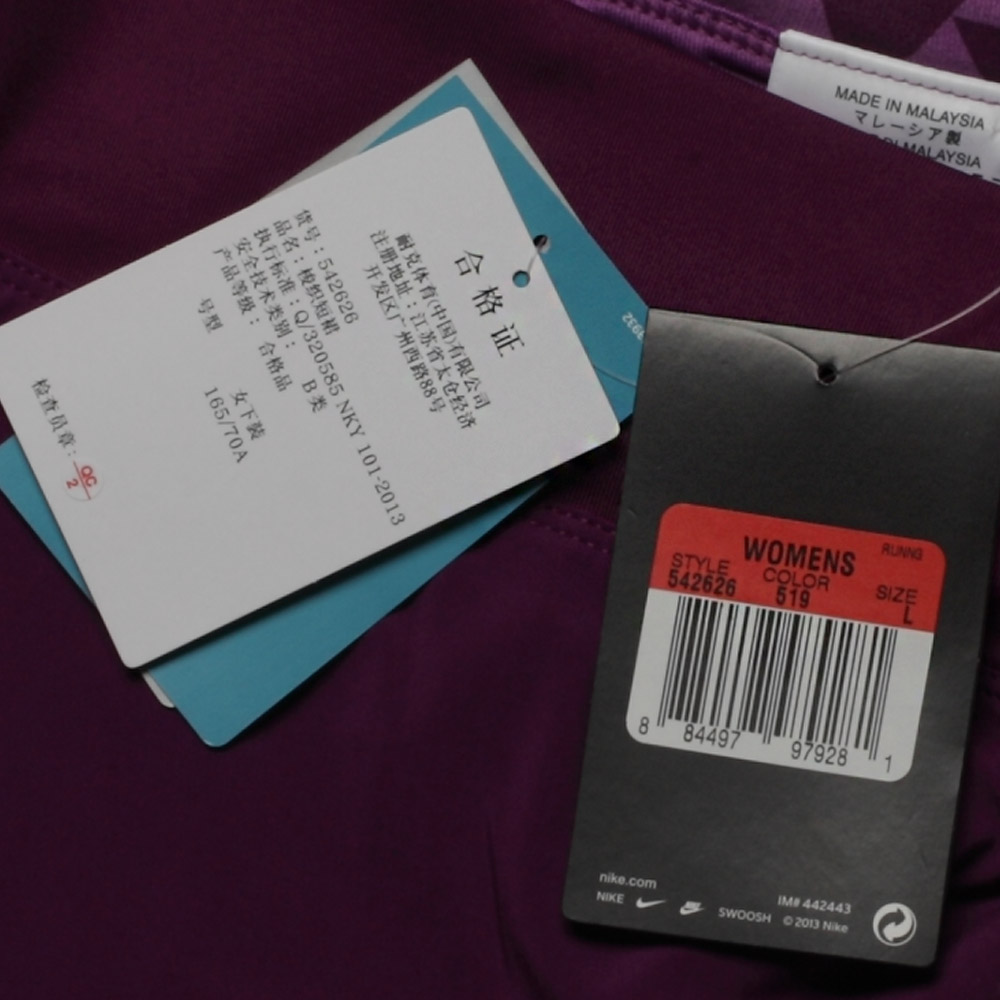 MADE IN MALAYSIA
マレーシア製
MALAYSIA
合格证
耐克体育(中国)有限公司
注册地址：江苏省太仓经济
开发区广州西路88号
货号：542626
品名：梭织短裙
执行标准：Q/320585 NKY 101-2013
安全技术类别： B 类
产品等级： 合格品
号型 女下装
165/70A
检查员章：
QC
2
9932
WOMENS RUNNG
STYLE COLOR SIZE
542626 519 L
8 84497 97928 1
nike.com
NIKE SWOOSH IM# 442443
© 2013 Nike